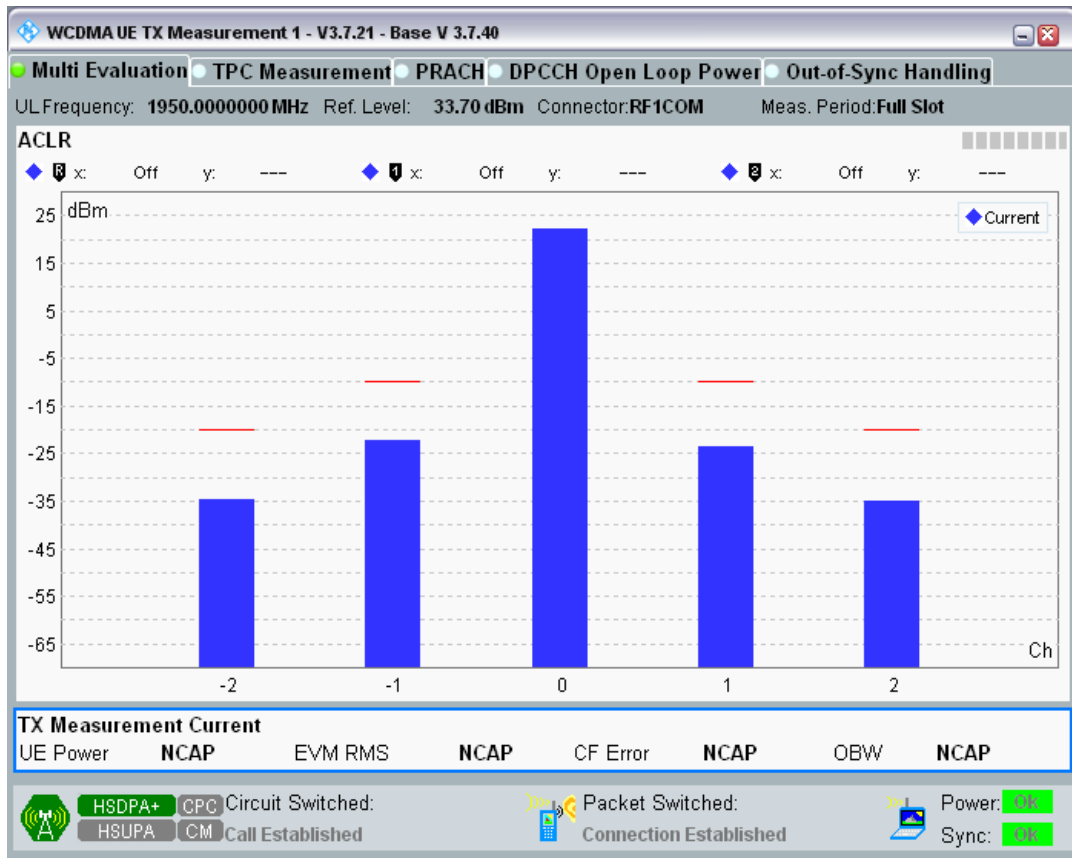 WCDMA UE TX Measurement 1 - V3.7.21 - Base V 3.7.40
Multi Evaluation TPC Measurement PRACH DPCCH Open Loop Power Out-of-Sync Handling
UL Frequency: 1950.0000000 MHz Ref. Level: 33.70 dBm Connector:RF1COM Meas. Period:Full Slot
ACLR
R x: Off y: --- 1 x: Off y: --- 2 x: Off y: ---
25 dBm Current
15
5
-5
-15
-25
-35
-45
-55
-65 Ch
-2 -1 0 1 2
TX Measurement Current
UE Power NCAP EVM RMS NCAP CF Error NCAP OBW NCAP
HSDPA+ CPC Circuit Switched: Packet Switched: Power: Ok
HSUPA CM Call Established Connection Established Sync: Ok